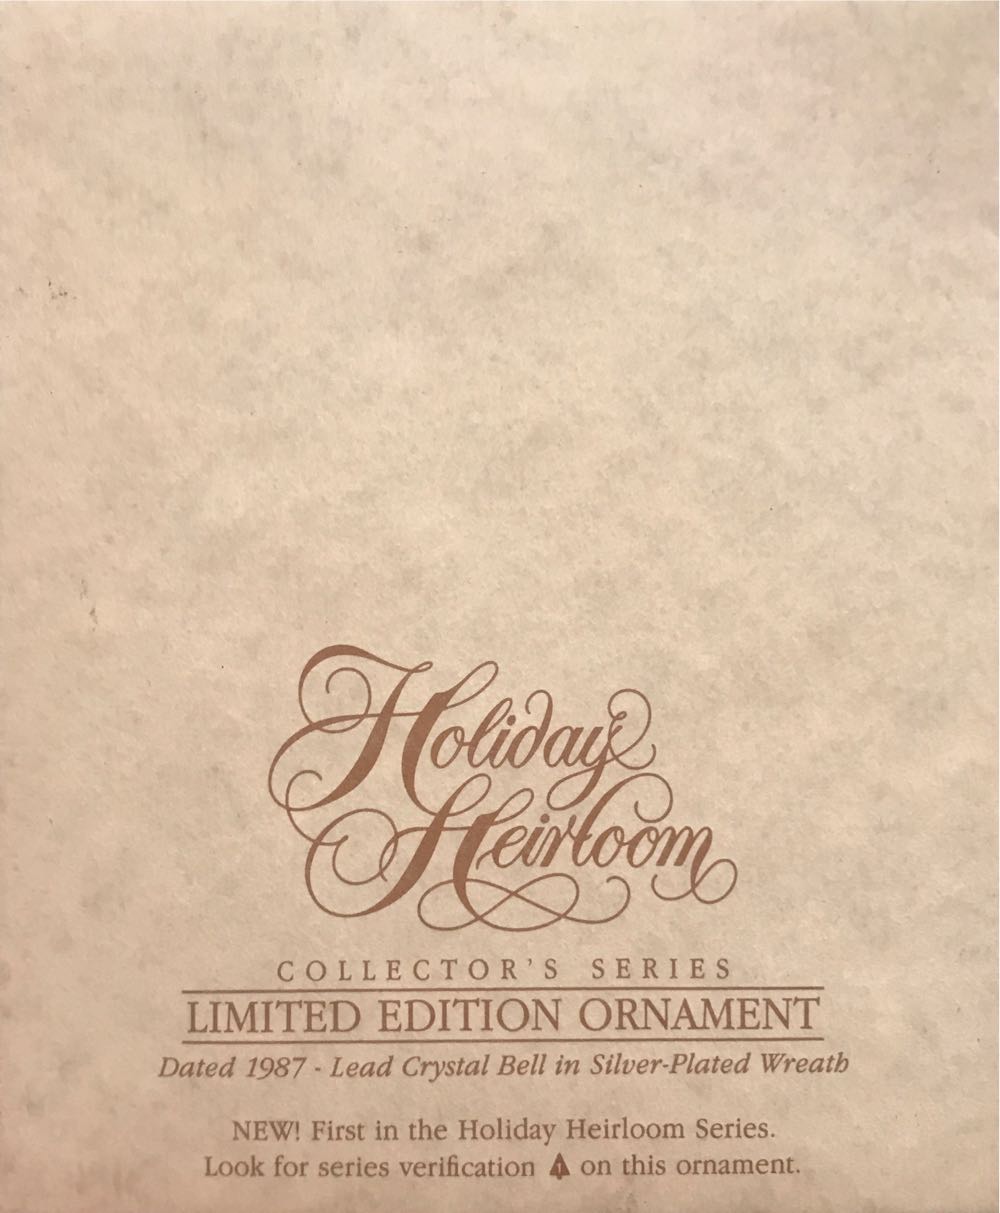 Holiday
Heirloom
COLLECTOR'S SERIES
LIMITED EDITION ORNAMENT
Dated 1987 - Lead Crystal Bell in Silver-Plated Wreath
NEW! First in the Holiday Heirloom Series.
Look for series verification 1 on this ornament.